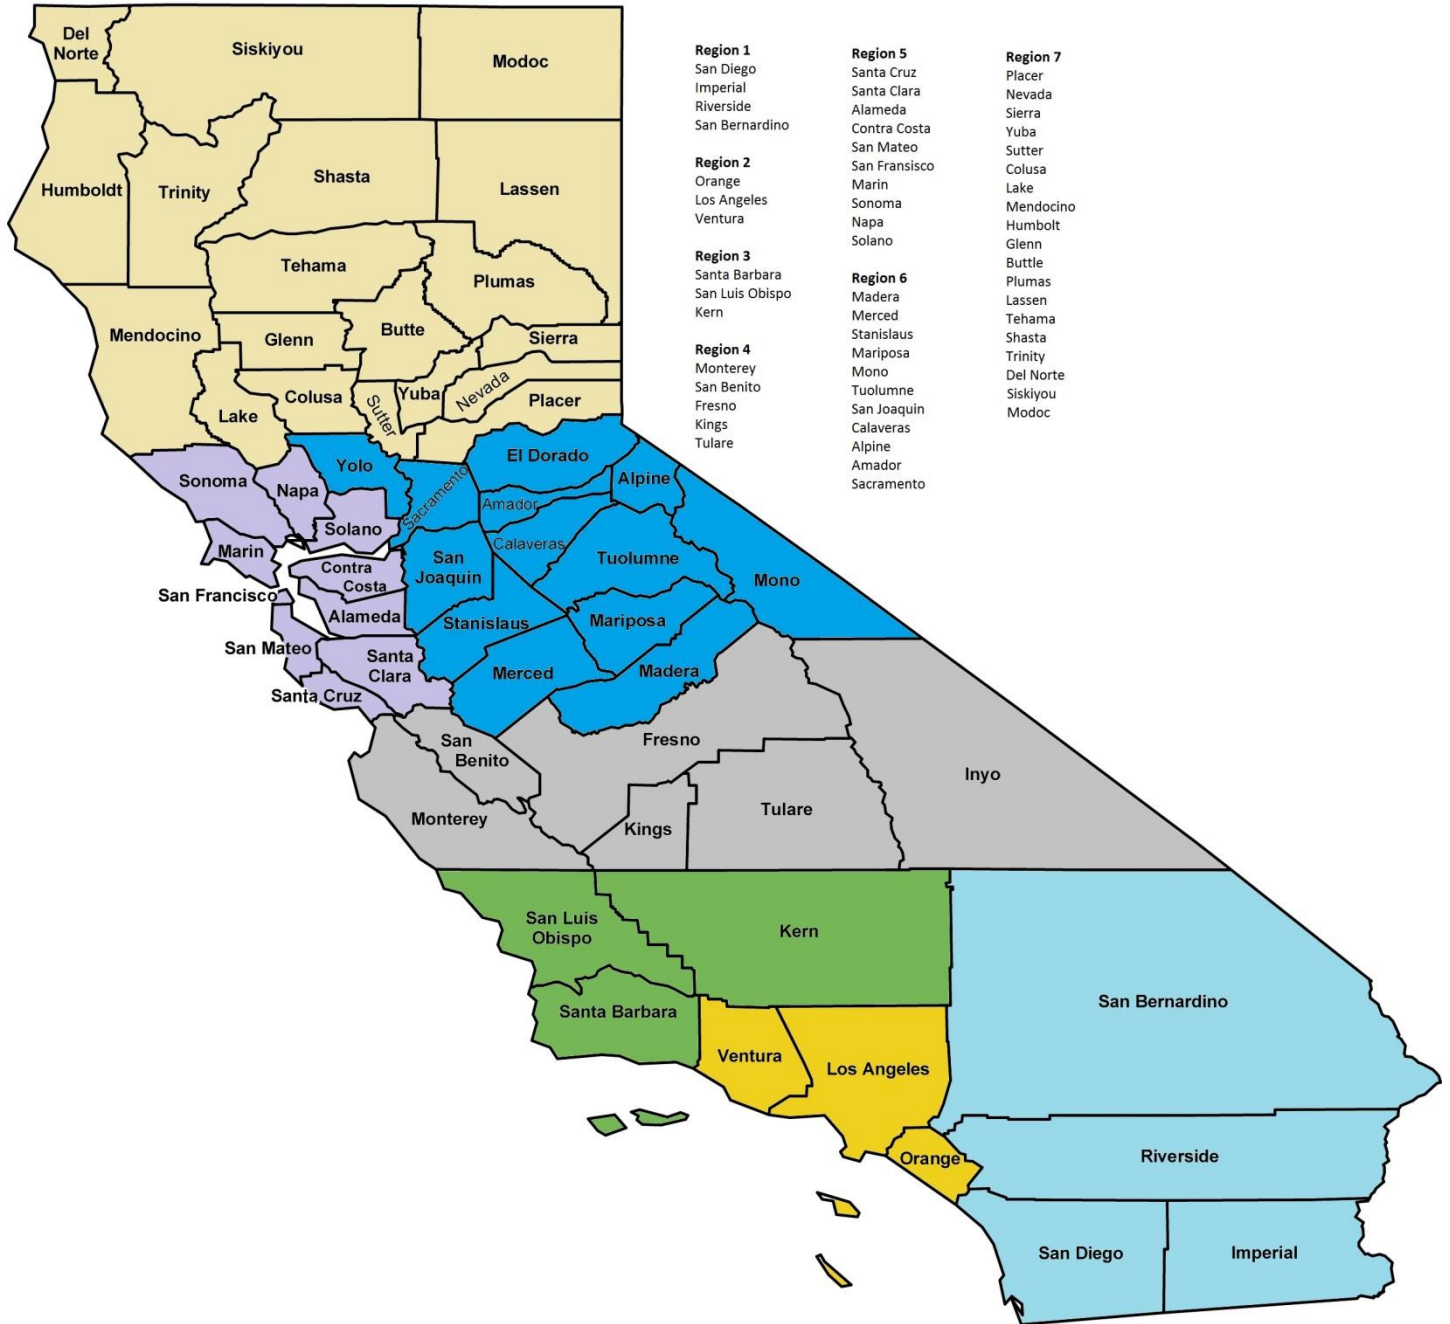 Del
Norte
Siskiyou
Modoc
Humboldt
Trinity
Shasta
Lassen
Tehama
Plumas
Mendocino
Glenn
Butte
Sierra
Lake
Colusa
Sutter
Yuba
Nevada
Placer
Sonoma
Napa
Yolo
Sacramento
El Dorado
Alpine
Amador
Solano
Marin
Calaveras
Contra
Costa
San
Joaquin
Tuolumne
Mono
San Francisco
Alameda
Stanislaus
Mariposa
San Mateo
Santa
Clara
Merced
Madera
Santa Cruz
San
Benito
Fresno
Inyo
Monterey
Kings
Tulare
San Luis
Obispo
Kern
Santa Barbara
San Bernardino
Ventura
Los Angeles
Orange
Riverside
San Diego
Imperial
Region 1
San Diego
Imperial
Riverside
San Bernardino
Region 2
Orange
Los Angeles
Ventura
Region 3
Santa Barbara
San Luis Obispo
Kern
Region 4
Monterey
San Benito
Fresno
Kings
Tulare
Region 5
Santa Cruz
Santa Clara
Alameda
Contra Costa
San Mateo
San Fransisco
Marin
Sonoma
Napa
Solano
Region 6
Madera
Merced
Stanislaus
Mariposa
Mono
Tuolumne
San Joaquin
Calaveras
Alpine
Amador
Sacramento
Region 7
Placer
Nevada
Sierra
Yuba
Sutter
Colusa
Lake
Mendocino
Humbolt
Glenn
Buttle
Plumas
Lassen
Tehama
Shasta
Trinity
Del Norte
Siskiyou
Modoc